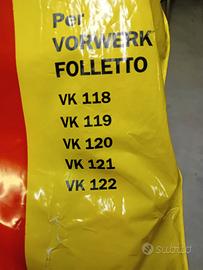 Per
VORWERK
FOLLETTO
VK 118
VK 119
VK 120
VK 121
VK 122
subito